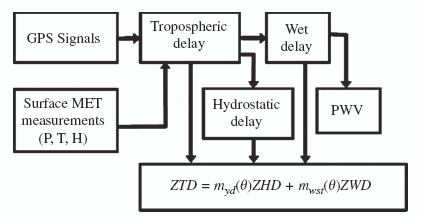 GPS Signals
Tropospheric
delay
Wet
delay
Surface MET
measurements
(P, T, H)
Hydrostatic
delay
PWV
ZTD = m_yd(θ)ZHD + m_wst(θ)ZWD